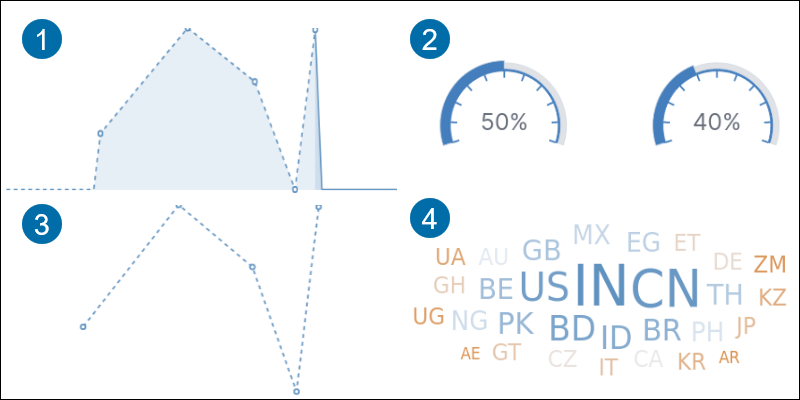 1
2
50%
40%
3
4
MX EG ET
UA AU GB DE ZM
GH BE US IN CN TH KZ
UG NG PK BD ID BR PH JP
AE GT CZ IT CA KR AR